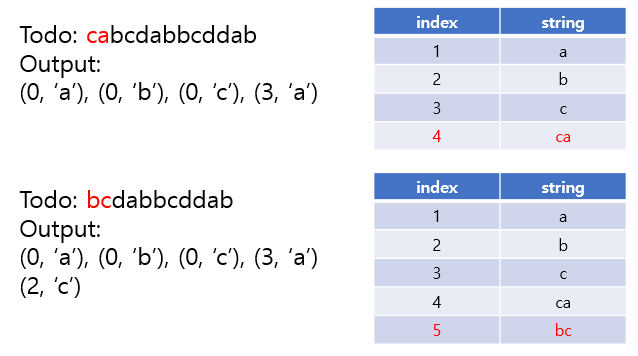 Todo: cabcdabbcddab
Output:
(0, ‘a’), (0, ‘b’), (0, ‘c’), (3, ‘a’)
index string
1 a
2 b
3 c
4 ca
Todo: bcdabbcddab
Output:
(0, ‘a’), (0, ‘b’), (0, ‘c’), (3, ‘a’)
(2, ‘c’)
index string
1 a
2 b
3 c
4 ca
5 bc